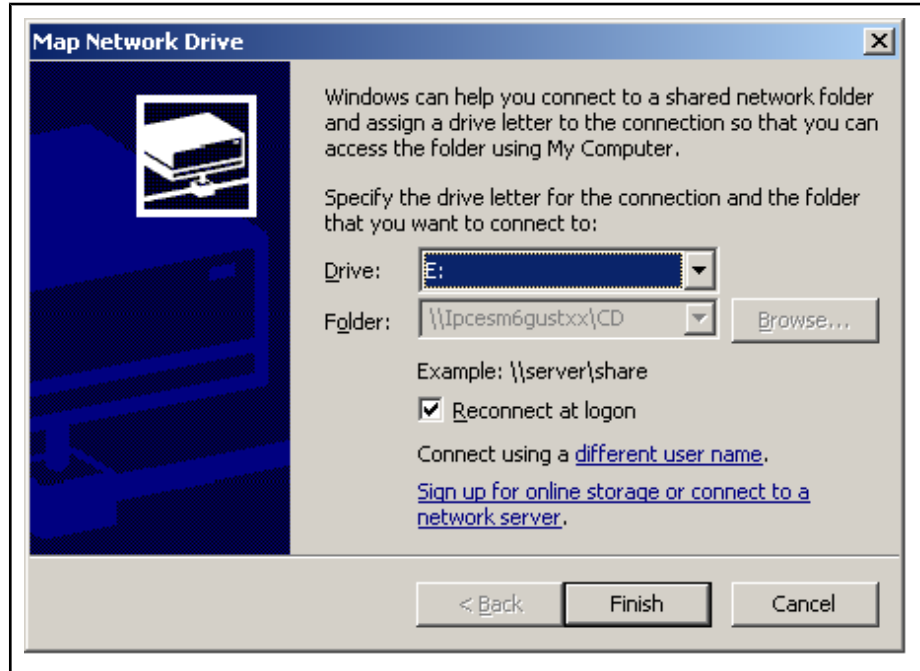 Map Network Drive
Windows can help you connect to a shared network folder
and assign a drive letter to the connection so that you can
access the folder using My Computer.
Specify the drive letter for the connection and the folder
that you want to connect to:
Drive: E:
Folder: \\Ipcesm6gustxx\CD Browse...
Example: \\server\share
Reconnect at logon
Connect using a different user name.
Sign up for online storage or connect to a
network server.
< Back Finish Cancel